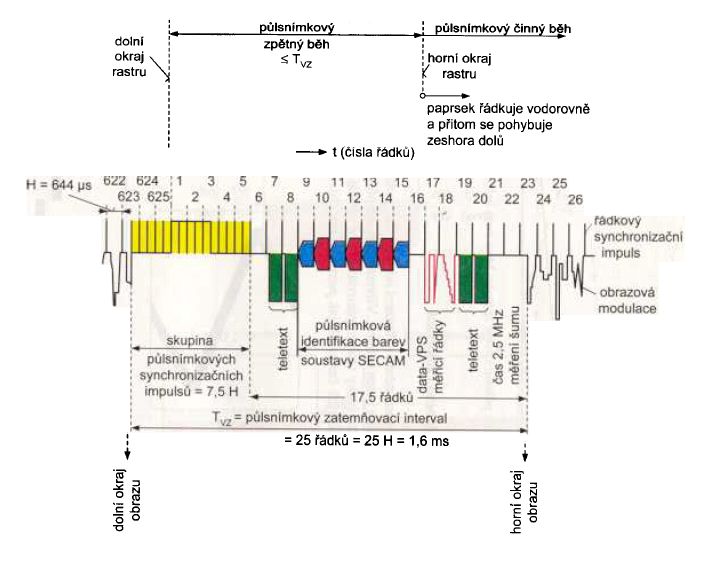 půlsnímkový
půlsnímkový činný běh
dolní
okraj
rastru
zpětný běh
≤ TVZ
horní okraj
rastru
paprsek řádkuje vodorovně
a přitom se pohybuje
zeshora dolů
t (čísla řádků)
H = 644 µs
622 624 1 3 5 7 9 11 13 15 17 19 21 23 25
623 625 2 4 6 8 10 12 14 16 18 20 22 24 26
řádkový
synchronizační
impuls
obrazová
modulace
skupina
půlsnímkových
synchronizačních
impulsů = 7,5 H
teletext
půlsnímková
identifikace barev
soustavy SECAM
data-VPS
měřicí řádky
teletext
čas 2,5 MHz
měření šumu
17,5 řádků
TVZ = půlsnímkový zatemňovací interval
= 25 řádků = 25 H = 1,6 ms
dolní okraj
obrazu
horní okraj
obrazu